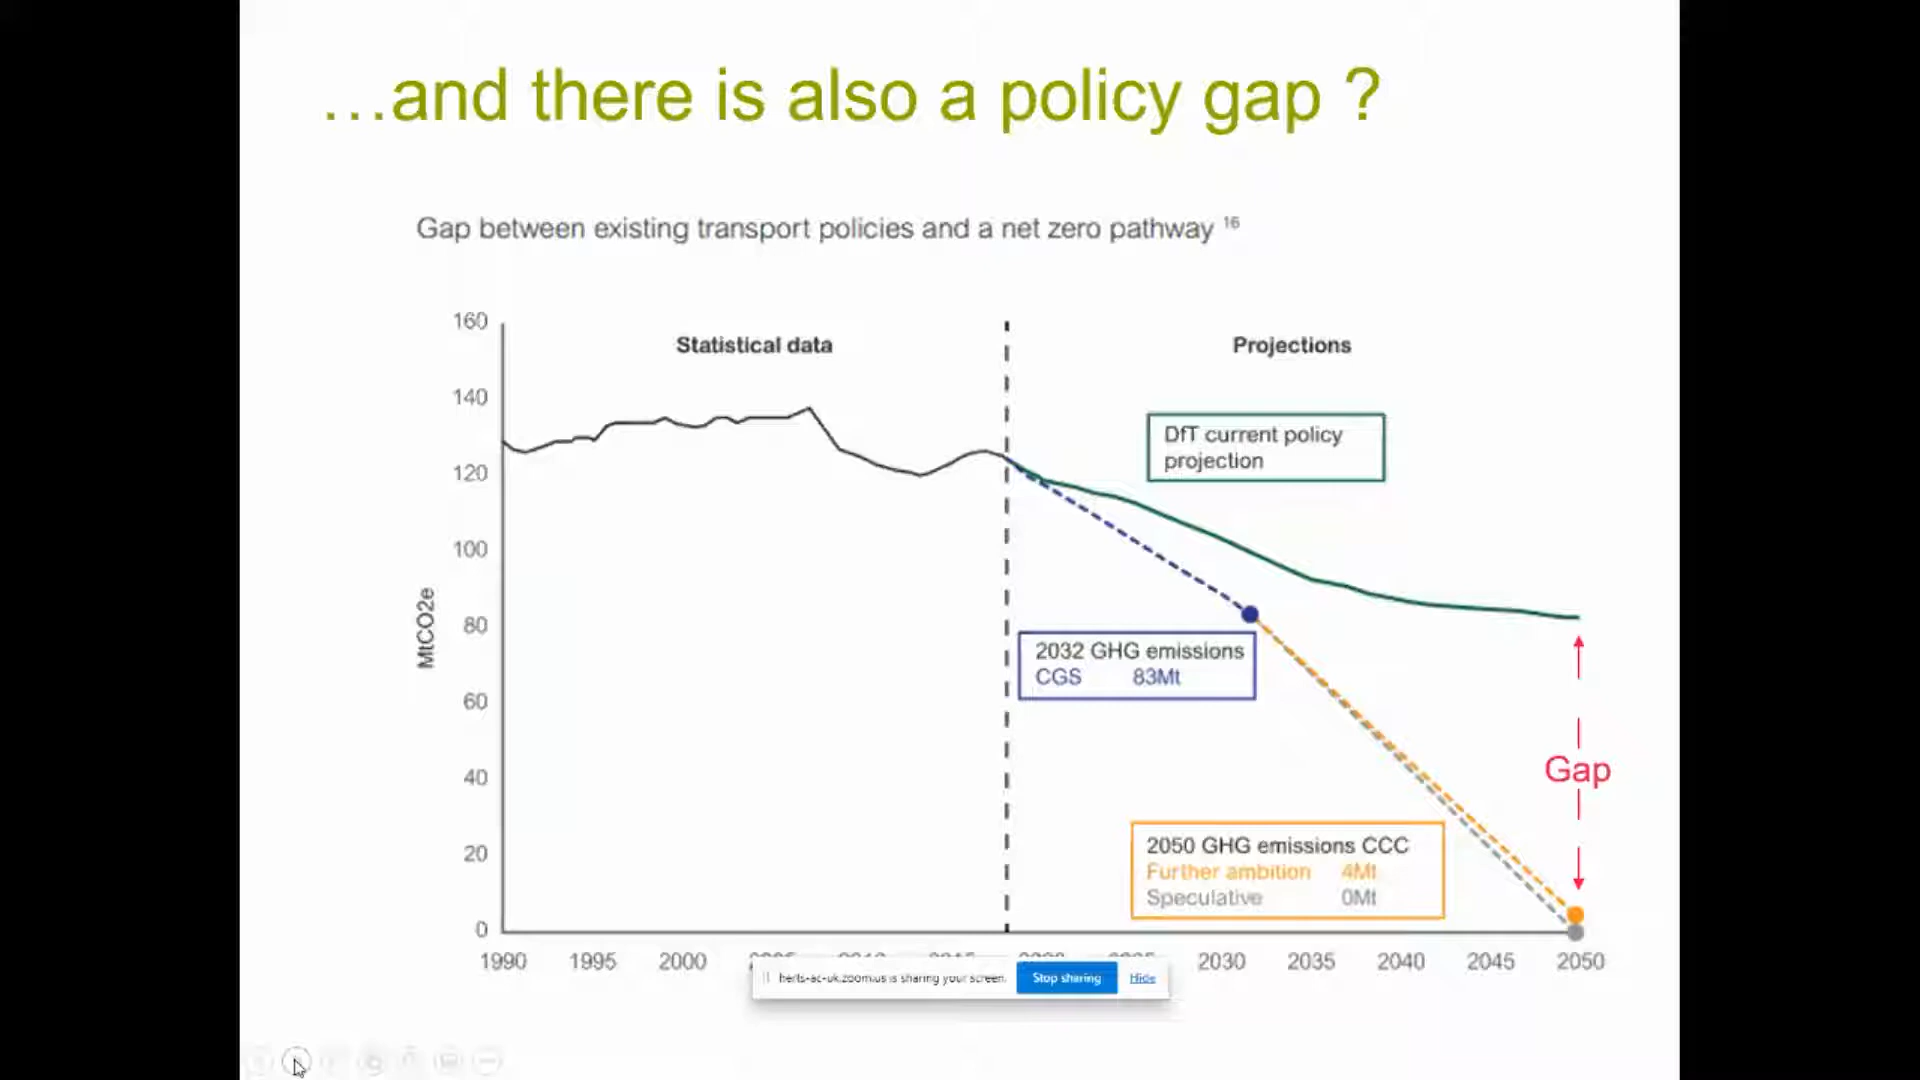 ...and there is also a policy gap ?
Gap between existing transport policies and a net zero pathway 16
160
140
120
100
80
60
40
20
0
MtCO2e
Statistical data
Projections
DfT current policy
projection
2032 GHG emissions
CGS 83Mt
Gap
2050 GHG emissions CCC
Further ambition 4Mt
Speculative 0Mt
1990 1995 2000 2030 2035 2040 2045 2050
herts-ac-uk.zoom.us is sharing your screen. Stop sharing Hide